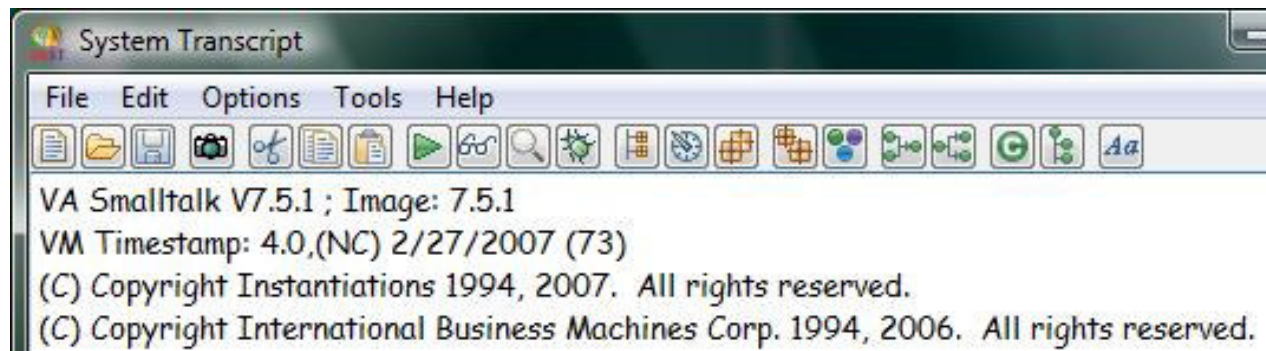 System Transcript
File Edit Options Tools Help
Aa
VA Smalltalk V7.5.1 ; Image: 7.5.1
VM Timestamp: 4.0,(NC) 2/27/2007 (73)
(C) Copyright Instantiations 1994, 2007.  All rights reserved.
(C) Copyright International Business Machines Corp. 1994, 2006.  All rights reserved.